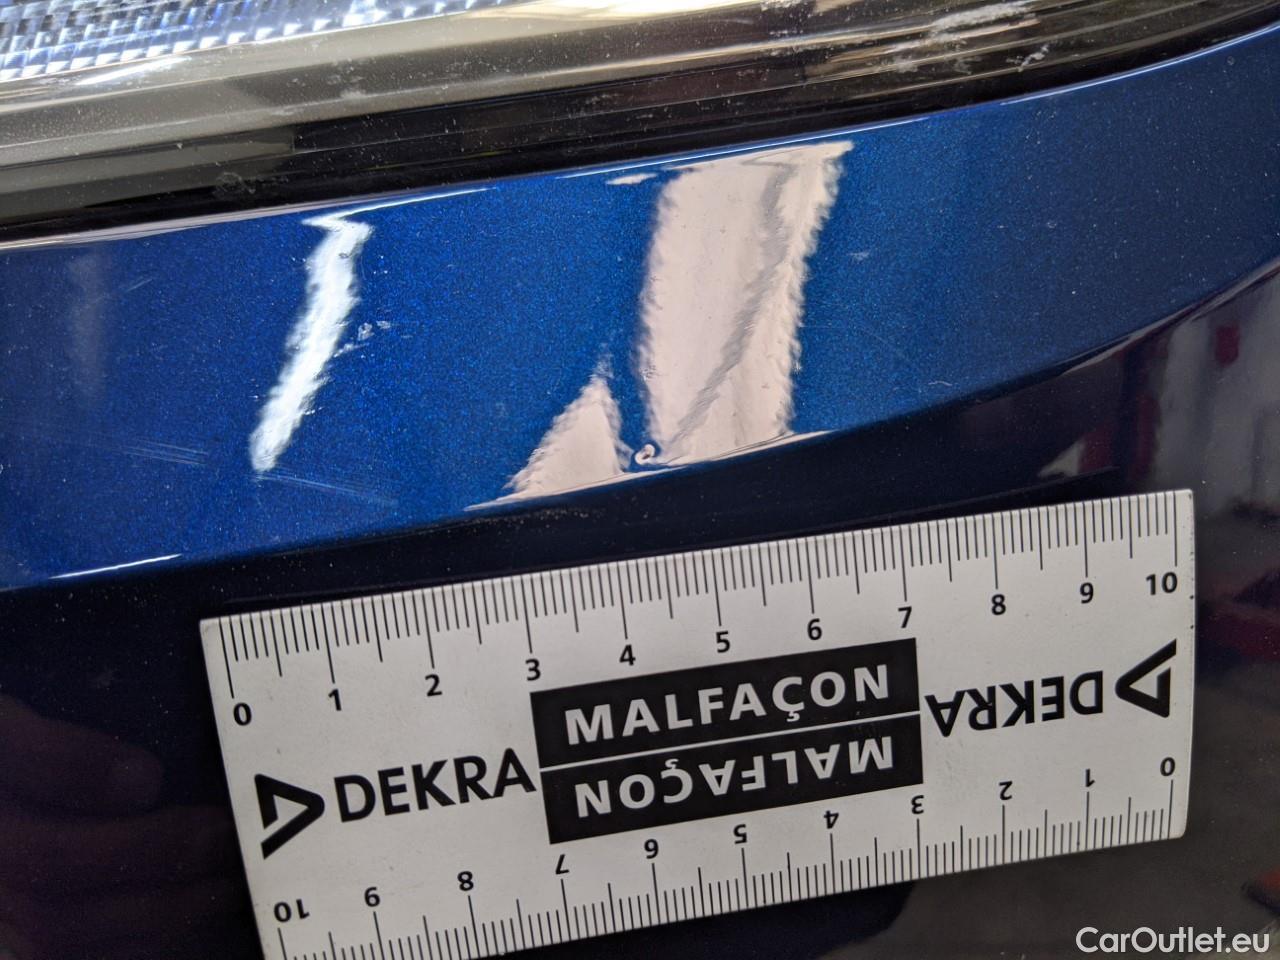 0 1 2 3 4 5 6 7 8 9 10
MALFAÇON
DEKRA
DEKRA
MALFAÇON
10 9 8 7 6 5 4 3 2 1 0
CarOutlet.eu